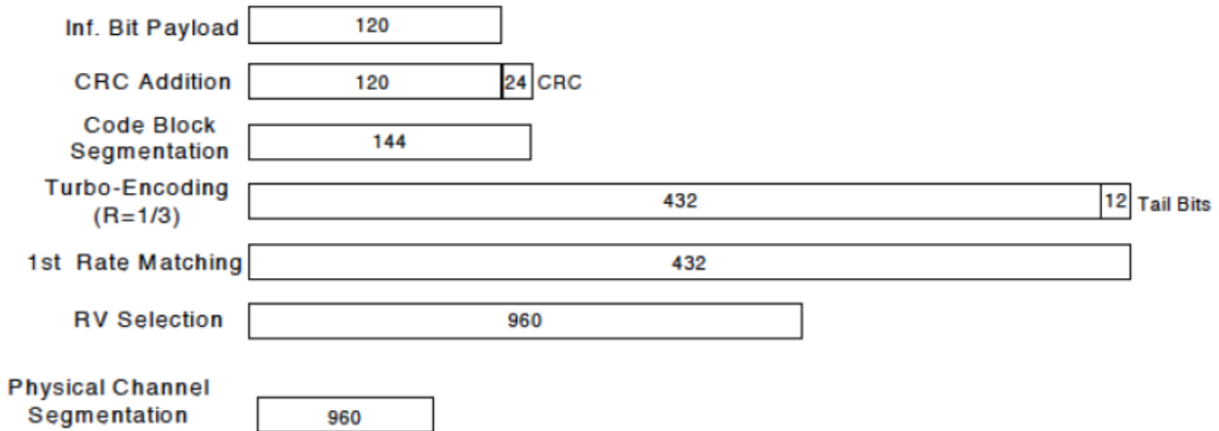 Inf. Bit Payload 120
CRC Addition 120 24 CRC
Code Block
Segmentation 144
Turbo-Encoding
(R=1/3) 432 12 Tail Bits
1st Rate Matching 432
RV Selection 960
Physical Channel
Segmentation 960